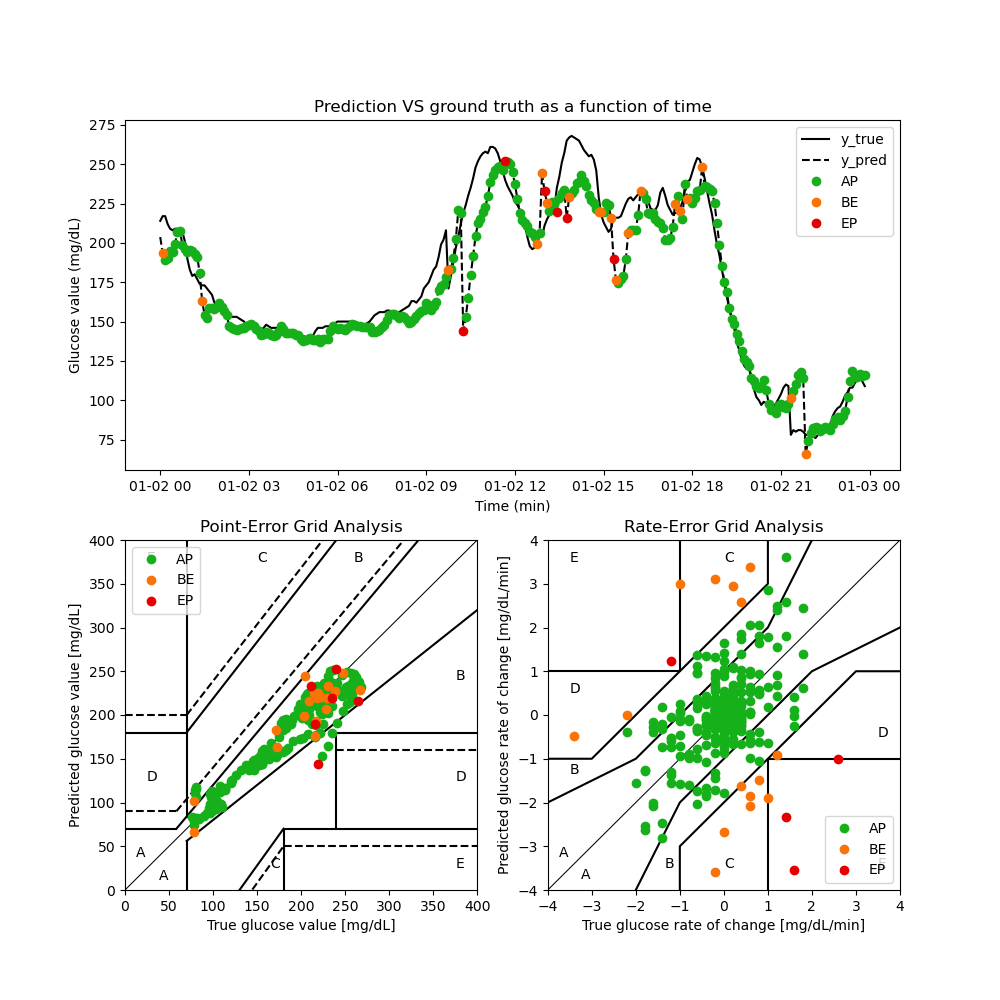 Prediction VS ground truth as a function of time
Glucose value (mg/dL)
275
250
225
200
175
150
125
100
75
y_true
y_pred
AP
BE
EP
01-02 00 01-02 03 01-02 06 01-02 09 01-02 12 01-02 15 01-02 18 01-02 21 01-03 00
Time (min)
Point-Error Grid Analysis
Predicted glucose value [mg/dL]
400
350
300
250
200
150
100
50
0
AP
BE
EP
C
B
B
D
D
A
A
C
E
0 50 100 150 200 250 300 350 400
True glucose value [mg/dL]
Rate-Error Grid Analysis
Predicted glucose rate of change [mg/dL/min]
4
3
2
1
0
−1
−2
−3
−4
E
C
D
D
B
A
A
B
C
AP
BE
EP
−4 −3 −2 −1 0 1 2 3 4
True glucose rate of change [mg/dL/min]